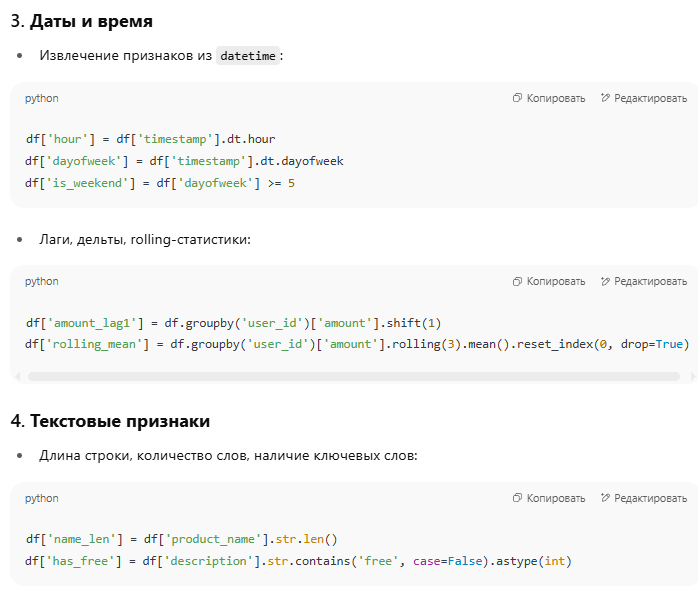 3. Даты и время
Извлечение признаков из datetime:
python
Копировать
Редактировать
df['hour'] = df['timestamp'].dt.hour
df['dayofweek'] = df['timestamp'].dt.dayofweek
df['is_weekend'] = df['dayofweek'] >= 5
Лаги, дельты, rolling-статистики:
python
Копировать
Редактировать
df['amount_lag1'] = df.groupby('user_id')['amount'].shift(1)
df['rolling_mean'] = df.groupby('user_id')['amount'].rolling(3).mean().reset_index(0, drop=True)
4. Текстовые признаки
Длина строки, количество слов, наличие ключевых слов:
python
Копировать
Редактировать
df['name_len'] = df['product_name'].str.len()
df['has_free'] = df['description'].str.contains('free', case=False).astype(int)